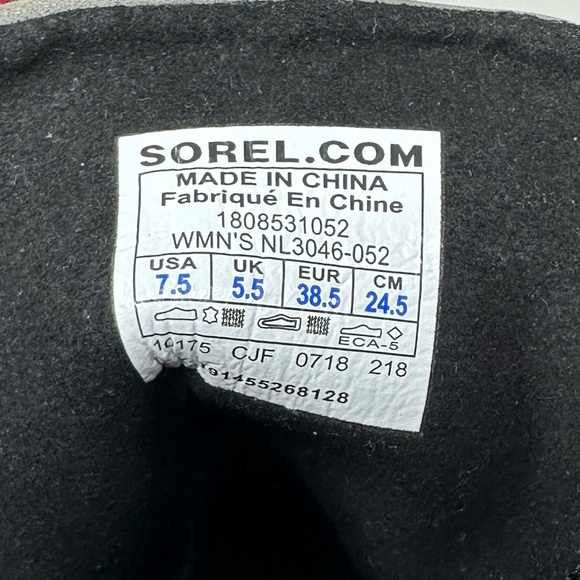 SOREL.COM
MADE IN CHINA
Fabriqué En Chine
1808531052
WMN'S NL3046-052
USA UK EUR CM
7.5 5.5 38.5 24.5
ECA-5
10175 CJF 0718 218
91455268128